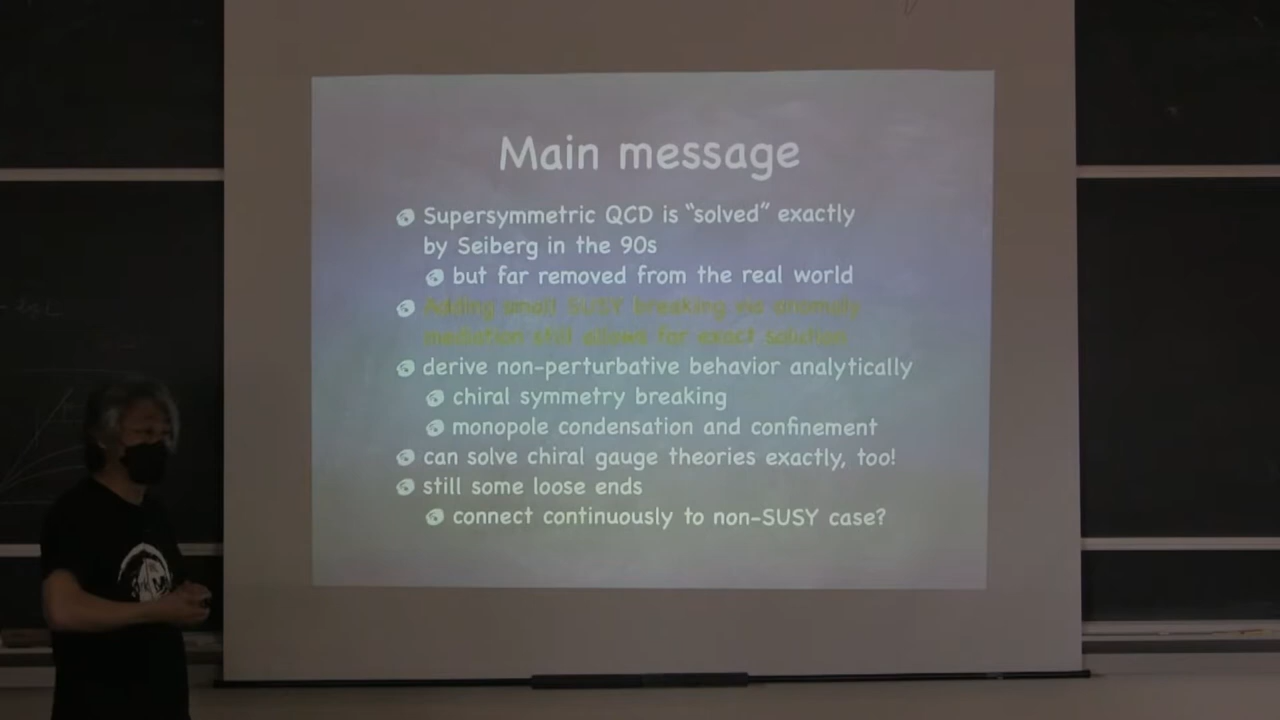 Main message
Supersymmetric QCD is “solved” exactly
by Seiberg in the 90s
but far removed from the real world
Adding small SUSY breaking via anomaly
mediation still allows for exact solution
derive non-perturbative behavior analytically
chiral symmetry breaking
monopole condensation and confinement
can solve chiral gauge theories exactly, too!
still some loose ends
connect continuously to non-SUSY case?